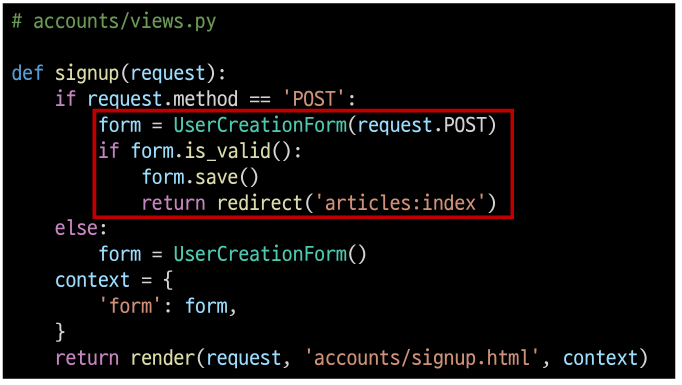 # accounts/views.py

def signup(request):
    if request.method == 'POST':
        form = UserCreationForm(request.POST)
        if form.is_valid():
            form.save()
            return redirect('articles:index')
    else:
        form = UserCreationForm()
    context = {
        'form': form,
    }
    return render(request, 'accounts/signup.html', context)